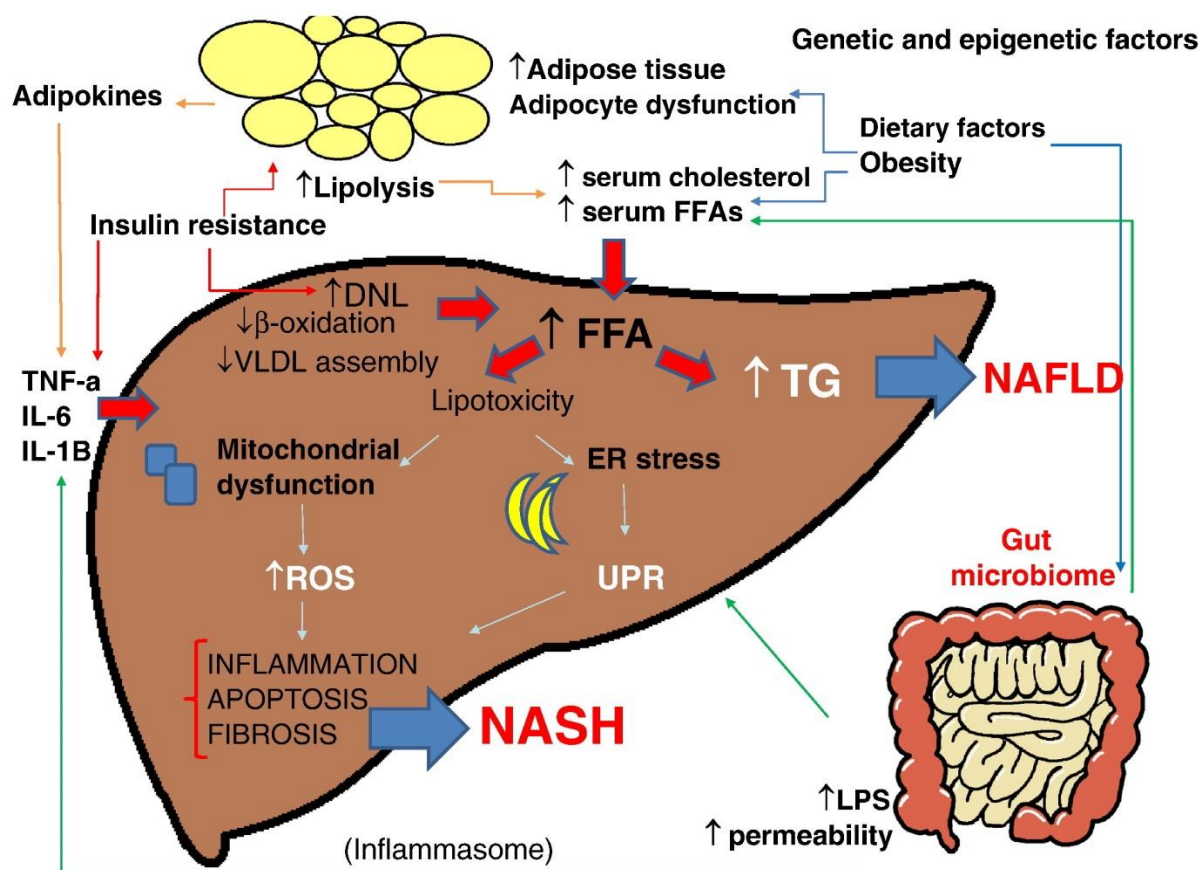 Genetic and epigenetic factors
↑Adipose tissue
Adipocyte dysfunction
Adipokines
Dietary factors
Obesity
↑Lipolysis
↑ serum cholesterol
↑ serum FFAs
Insulin resistance
↑DNL
↓β-oxidation
↓VLDL assembly
↑ FFA
↑ TG
NAFLD
TNF-a
IL-6
IL-1B
Lipotoxicity
Mitochondrial
dysfunction
ER stress
↑ROS
UPR
Gut
microbiome
INFLAMMATION
APOPTOSIS
FIBROSIS
NASH
↑LPS
↑ permeability
(Inflammasome)